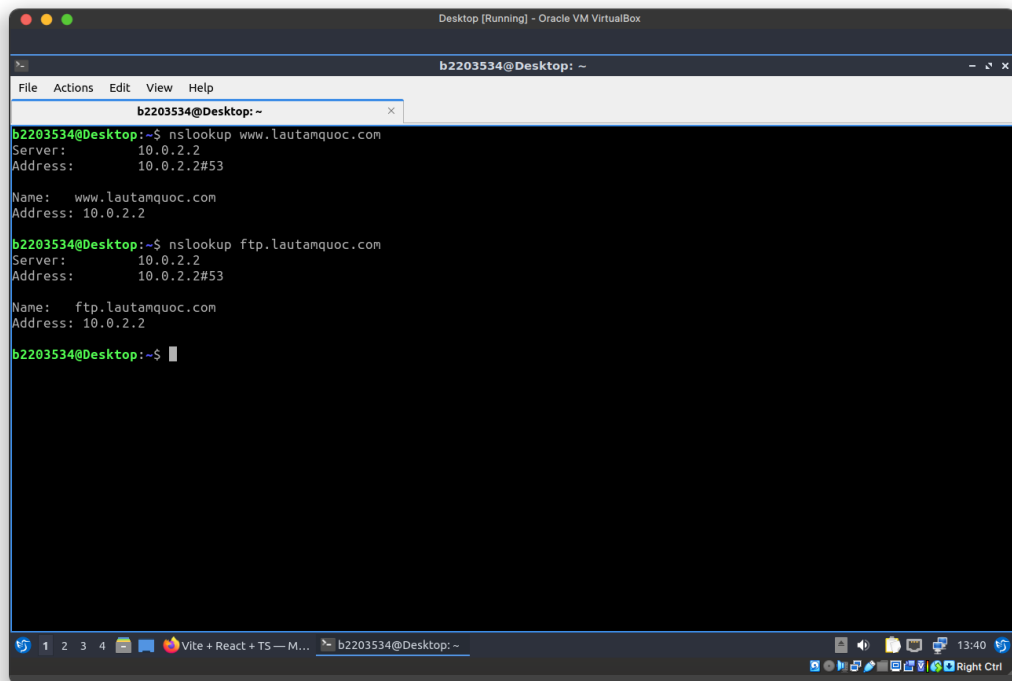 Desktop [Running] - Oracle VM VirtualBox
b2203534@Desktop: ~
File Actions Edit View Help
b2203534@Desktop: ~
b2203534@Desktop:~$ nslookup www.lautamquoc.com
Server: 10.0.2.2
Address: 10.0.2.2#53
Name: www.lautamquoc.com
Address: 10.0.2.2
b2203534@Desktop:~$ nslookup ftp.lautamquoc.com
Server: 10.0.2.2
Address: 10.0.2.2#53
Name: ftp.lautamquoc.com
Address: 10.0.2.2
b2203534@Desktop:~$
1 2 3 4 Vite + React + TS — M... b2203534@Desktop: ~ 13:40
Right Ctrl